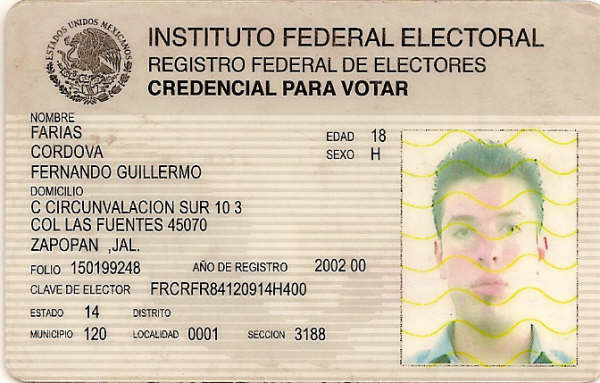 ESTADOS UNIDOS MEXICANOS
INSTITUTO FEDERAL ELECTORAL
REGISTRO FEDERAL DE ELECTORES
CREDENCIAL PARA VOTAR
NOMBRE
FARIAS
CORDOVA
FERNANDO GUILLERMO
EDAD 18
SEXO H
DOMICILIO
C CIRCUNVALACION SUR 10 3
COL LAS FUENTES 45070
ZAPOPAN ,JAL.
FOLIO 150199248 AÑO DE REGISTRO 2002 00
CLAVE DE ELECTOR FRCRFR84120914H400
ESTADO 14 DISTRITO
MUNICIPIO 120 LOCALIDAD 0001 SECCION 3188